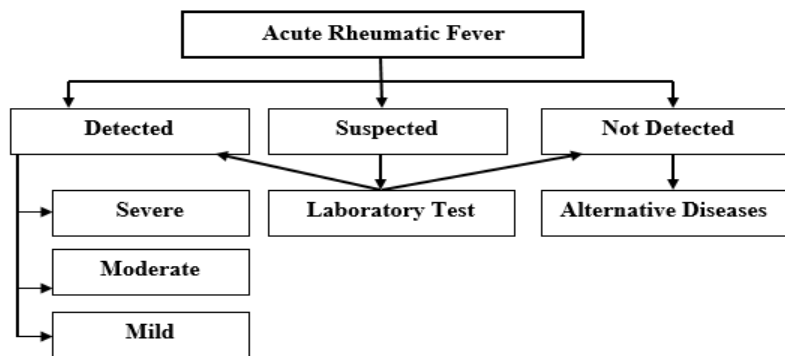 Acute Rheumatic Fever
Detected
Suspected
Not Detected
Severe
Laboratory Test
Alternative Diseases
Moderate
Mild